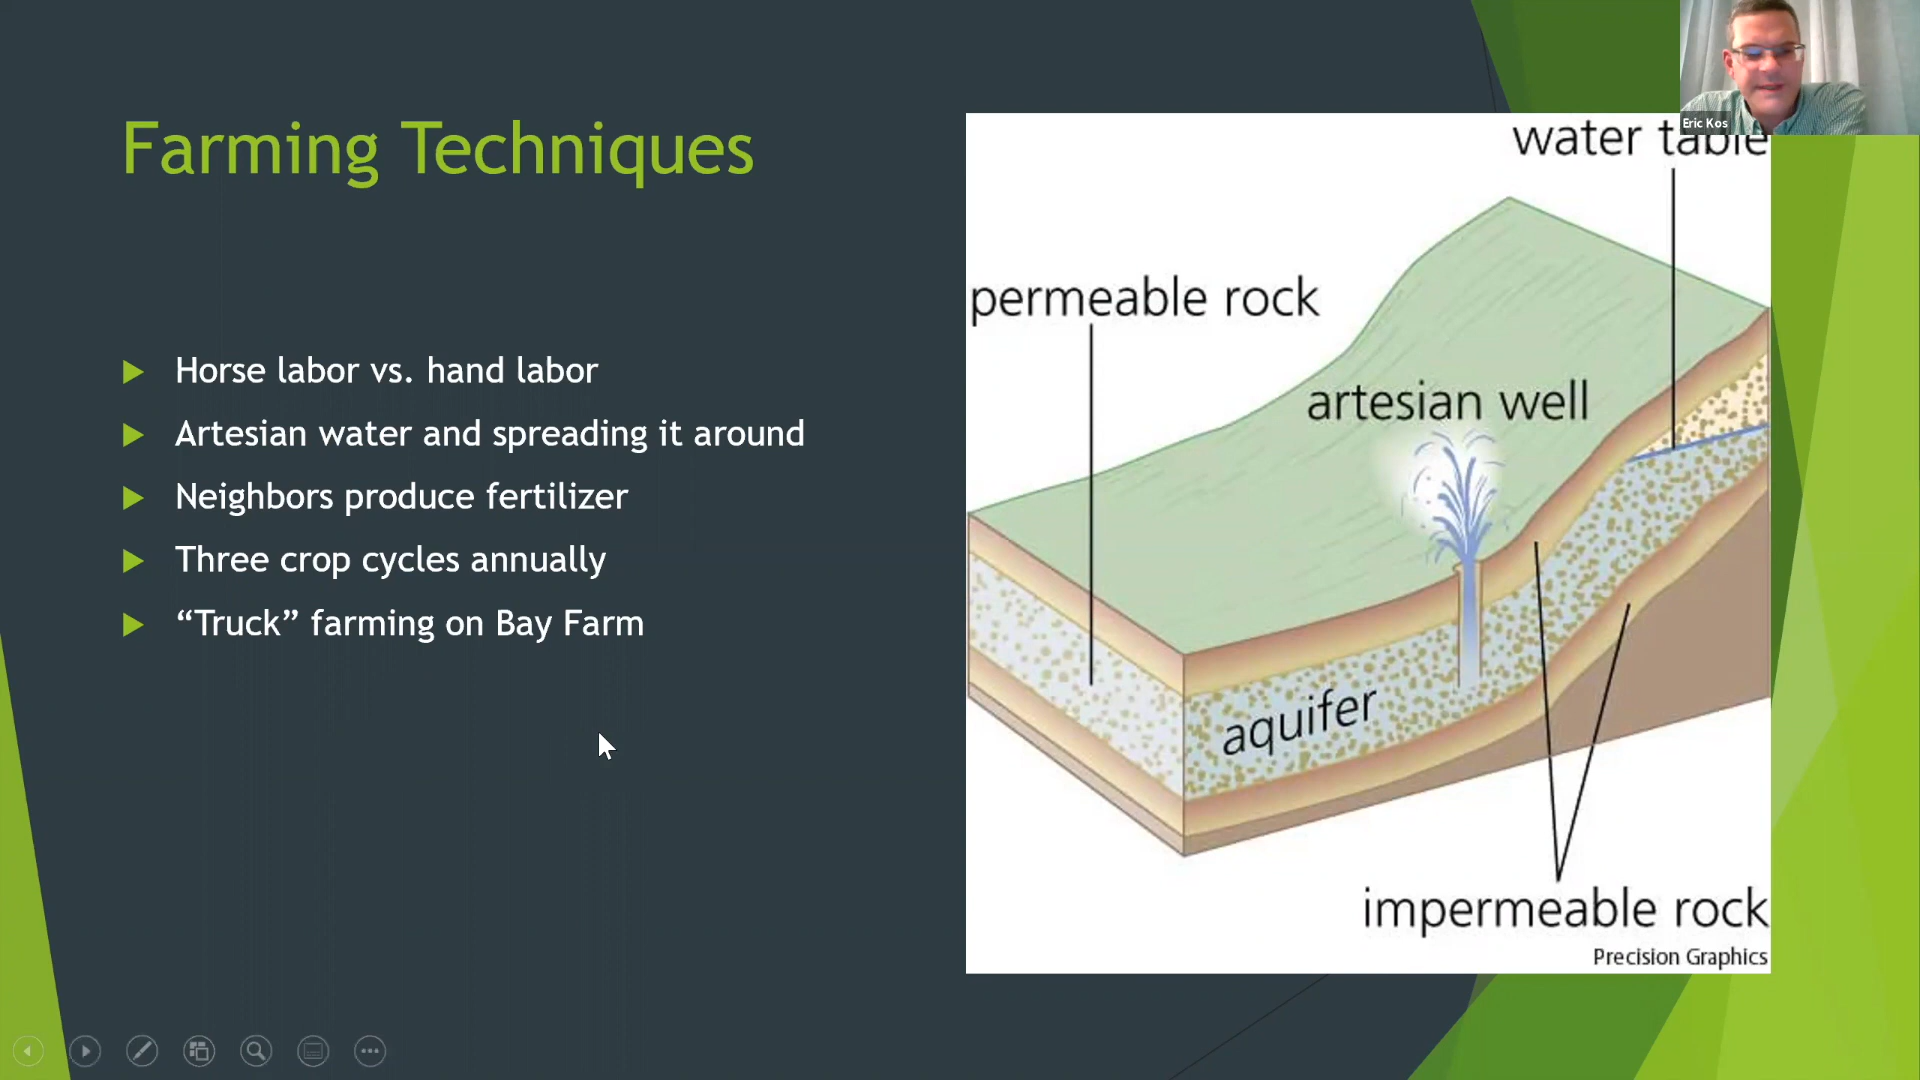 Farming Techniques
Horse labor vs. hand labor
Artesian water and spreading it around
Neighbors produce fertilizer
Three crop cycles annually
“Truck” farming on Bay Farm
Eric Kos
water table
permeable rock
artesian well
aquifer
impermeable rock
Precision Graphics